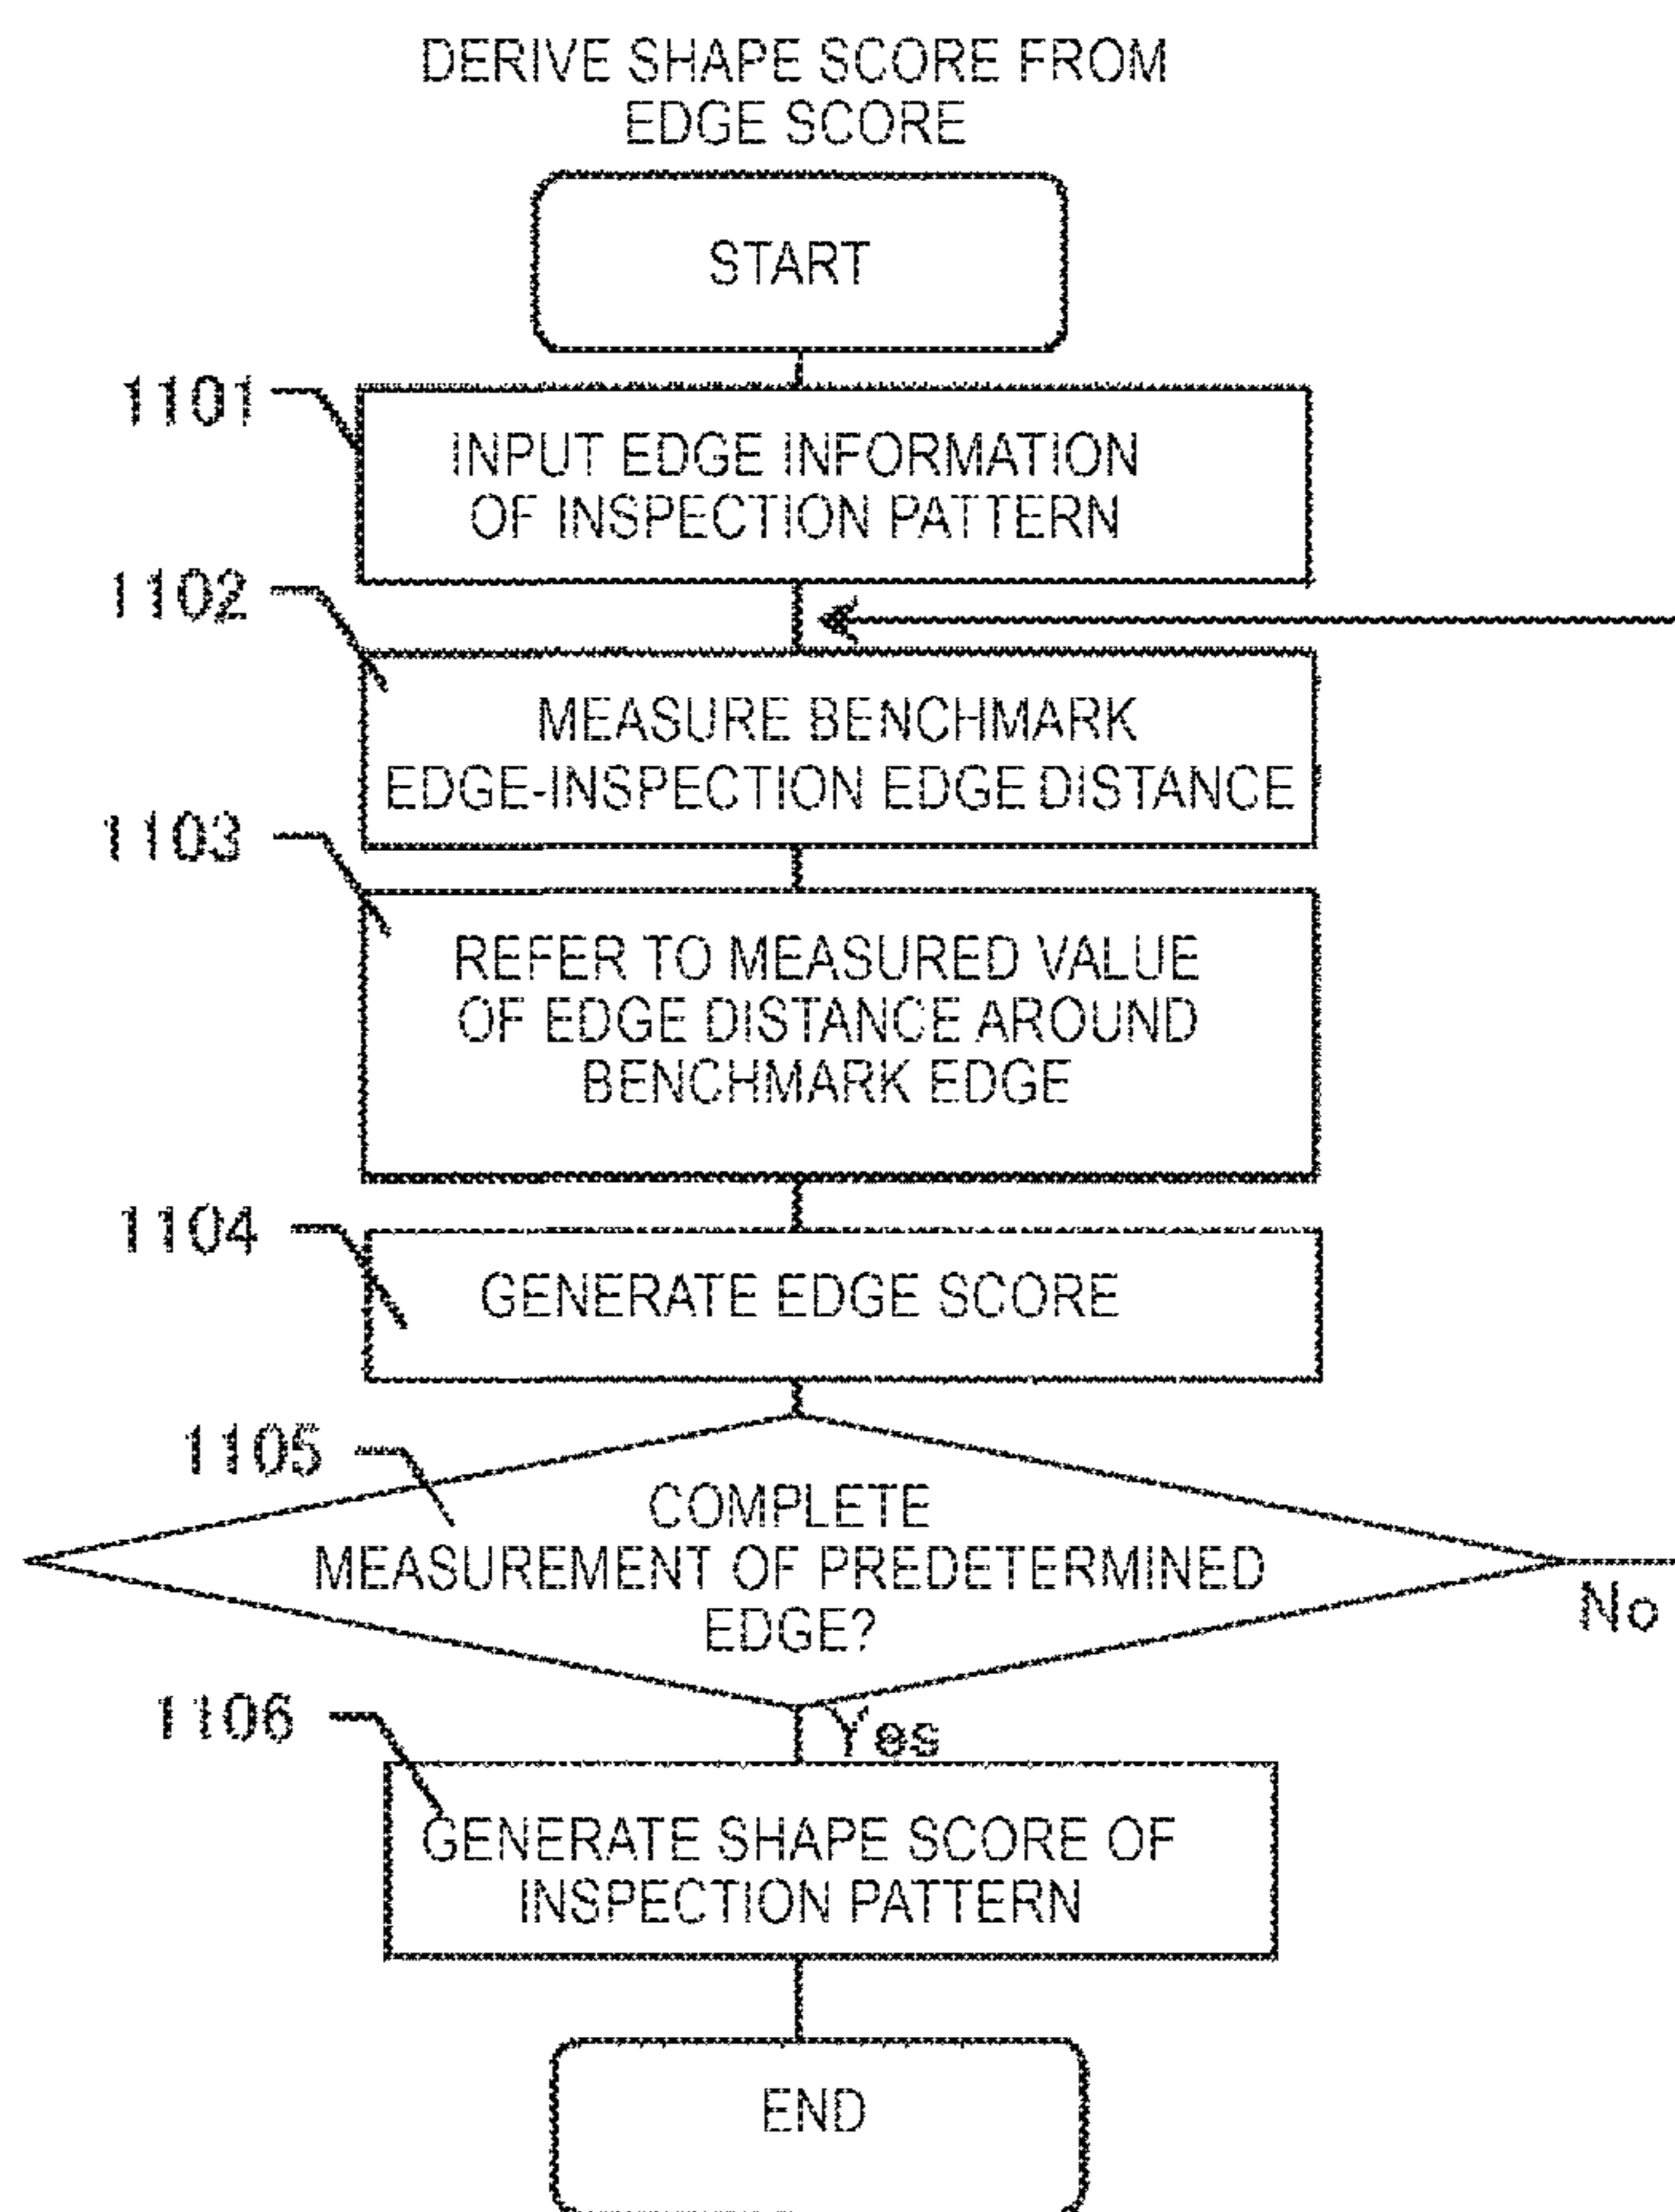 DERIVE SHAPE SCORE FROM
EDGE SCORE
START
1101
INPUT EDGE INFORMATION
OF INSPECTION PATTERN
1102
MEASURE BENCHMARK
EDGE-INSPECTION EDGE DISTANCE
1103
REFER TO MEASURED VALUE
OF EDGE DISTANCE AROUND
BENCHMARK EDGE
1104
GENERATE EDGE SCORE
1105
COMPLETE
MEASUREMENT OF PREDETERMINED
EDGE?
No
Yes
1106
GENERATE SHAPE SCORE OF
INSPECTION PATTERN
END